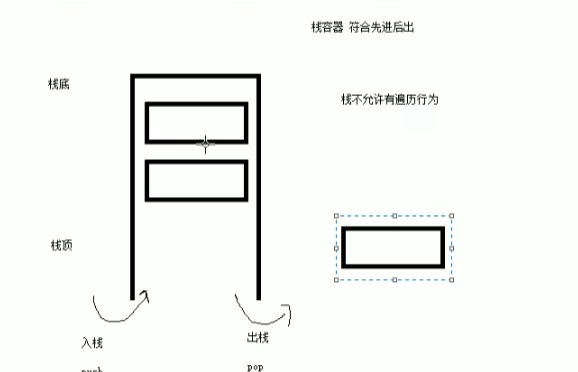 栈容器 符合先进后出
栈底
栈不允许有遍历行为
栈顶
入栈
出栈
push
pop